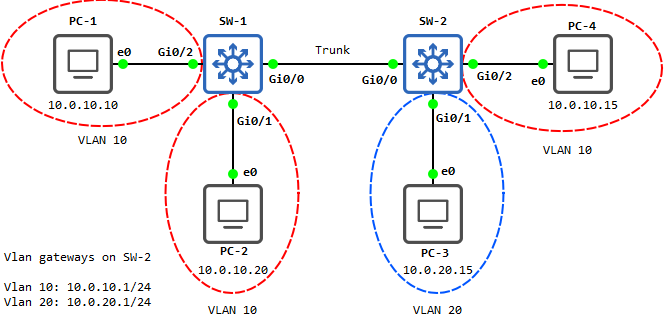 PC-1
SW-1
SW-2
PC-4
e0
Gi0/2
Trunk
Gi0/0
Gi0/0
Gi0/2
e0
10.0.10.10
10.0.10.15
VLAN 10
Gi0/1
Gi0/1
VLAN 10
e0
e0
PC-2
PC-3
Vlan gateways on SW-2
10.0.10.20
10.0.20.15
Vlan 10: 10.0.10.1/24
Vlan 20: 10.0.20.1/24
VLAN 10
VLAN 20